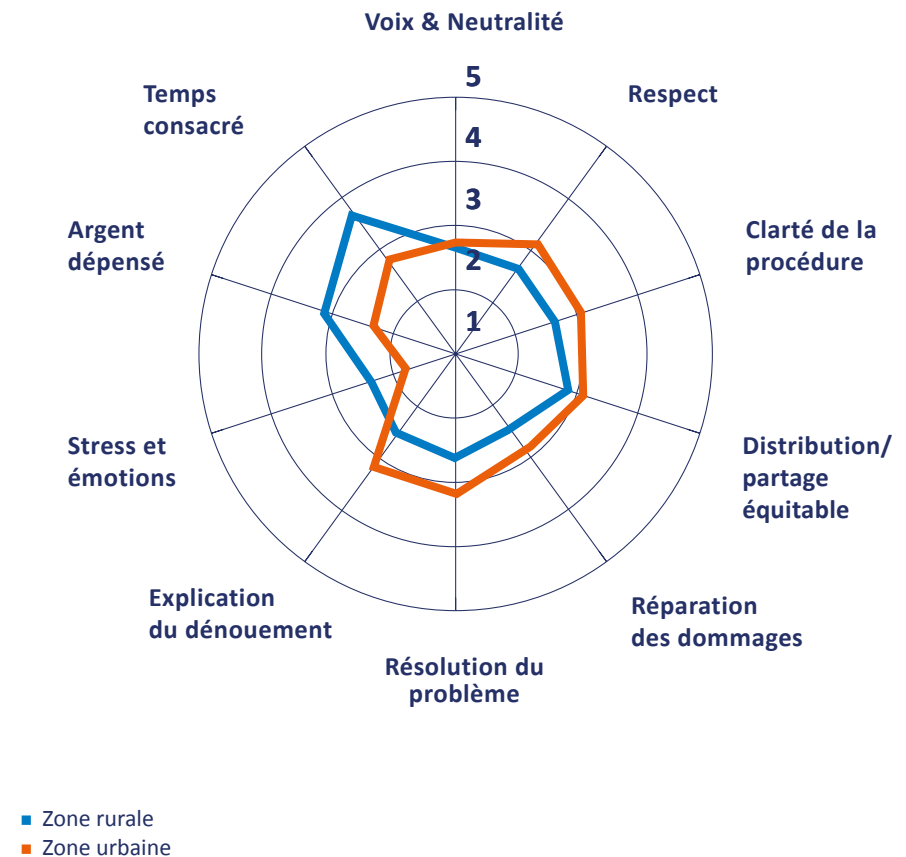 Voix & Neutralité
5
4
3
2
1
Respect
Clarté de la
procédure
Distribution/
partage
équitable
Réparation
des dommages
Résolution du
problème
Explication
du dénouement
Stress et
émotions
Argent
dépensé
Temps
consacré
Zone rurale
Zone urbaine